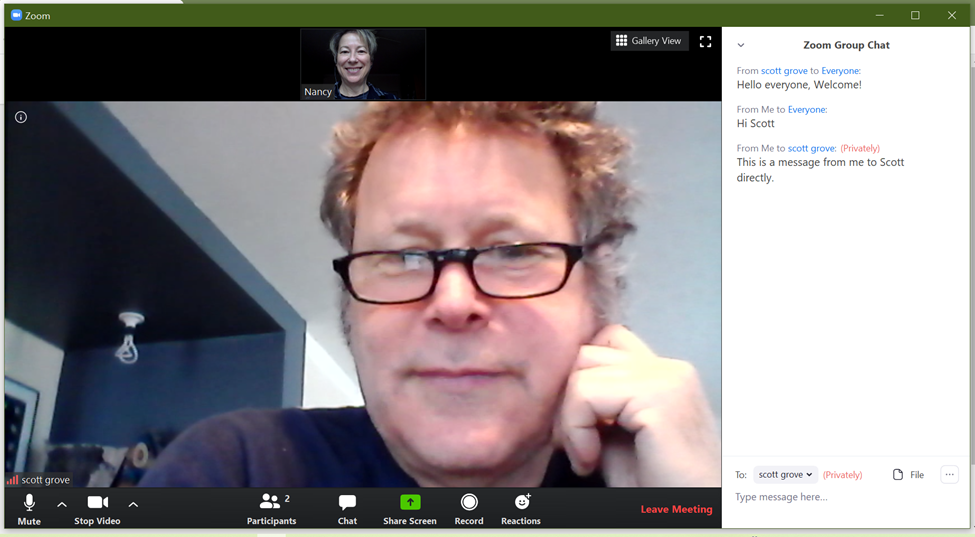 Zoom
Nancy
Gallery View
Zoom Group Chat
From scott grove to Everyone:
Hello everyone, Welcome!
From Me to Everyone:
Hi Scott
From Me to scott grove: (Privately)
This is a message from me to Scott
directly.
scott grove
To: scott grove (Privately) File
Type message here...
Mute
Stop Video
2
Participants
Chat
Share Screen
Record
Reactions
Leave Meeting